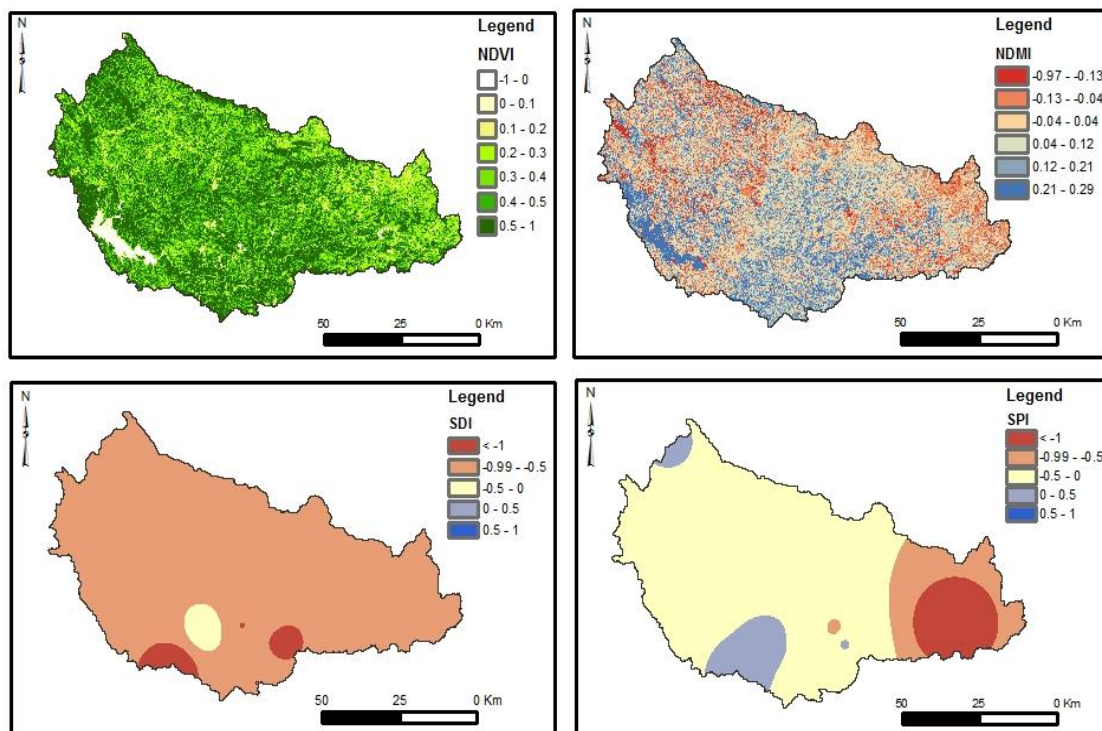 N
Legend
NDVI
-1 - 0
0 - 0.1
0.1 - 0.2
0.2 - 0.3
0.3 - 0.4
0.4 - 0.5
0.5 - 1
50 25 0 Km
N
Legend
NDMI
-0.97 - -0.13
-0.13 - -0.04
-0.04 - 0.04
0.04 - 0.12
0.12 - 0.21
0.21 - 0.29
50 25 0 Km
N
Legend
SDI
< -1
-0.99 - -0.5
-0.5 - 0
0 - 0.5
0.5 - 1
50 25 0 Km
N
Legend
SPI
< -1
-0.99 - -0.5
-0.5 - 0
0 - 0.5
0.5 - 1
50 25 0 Km